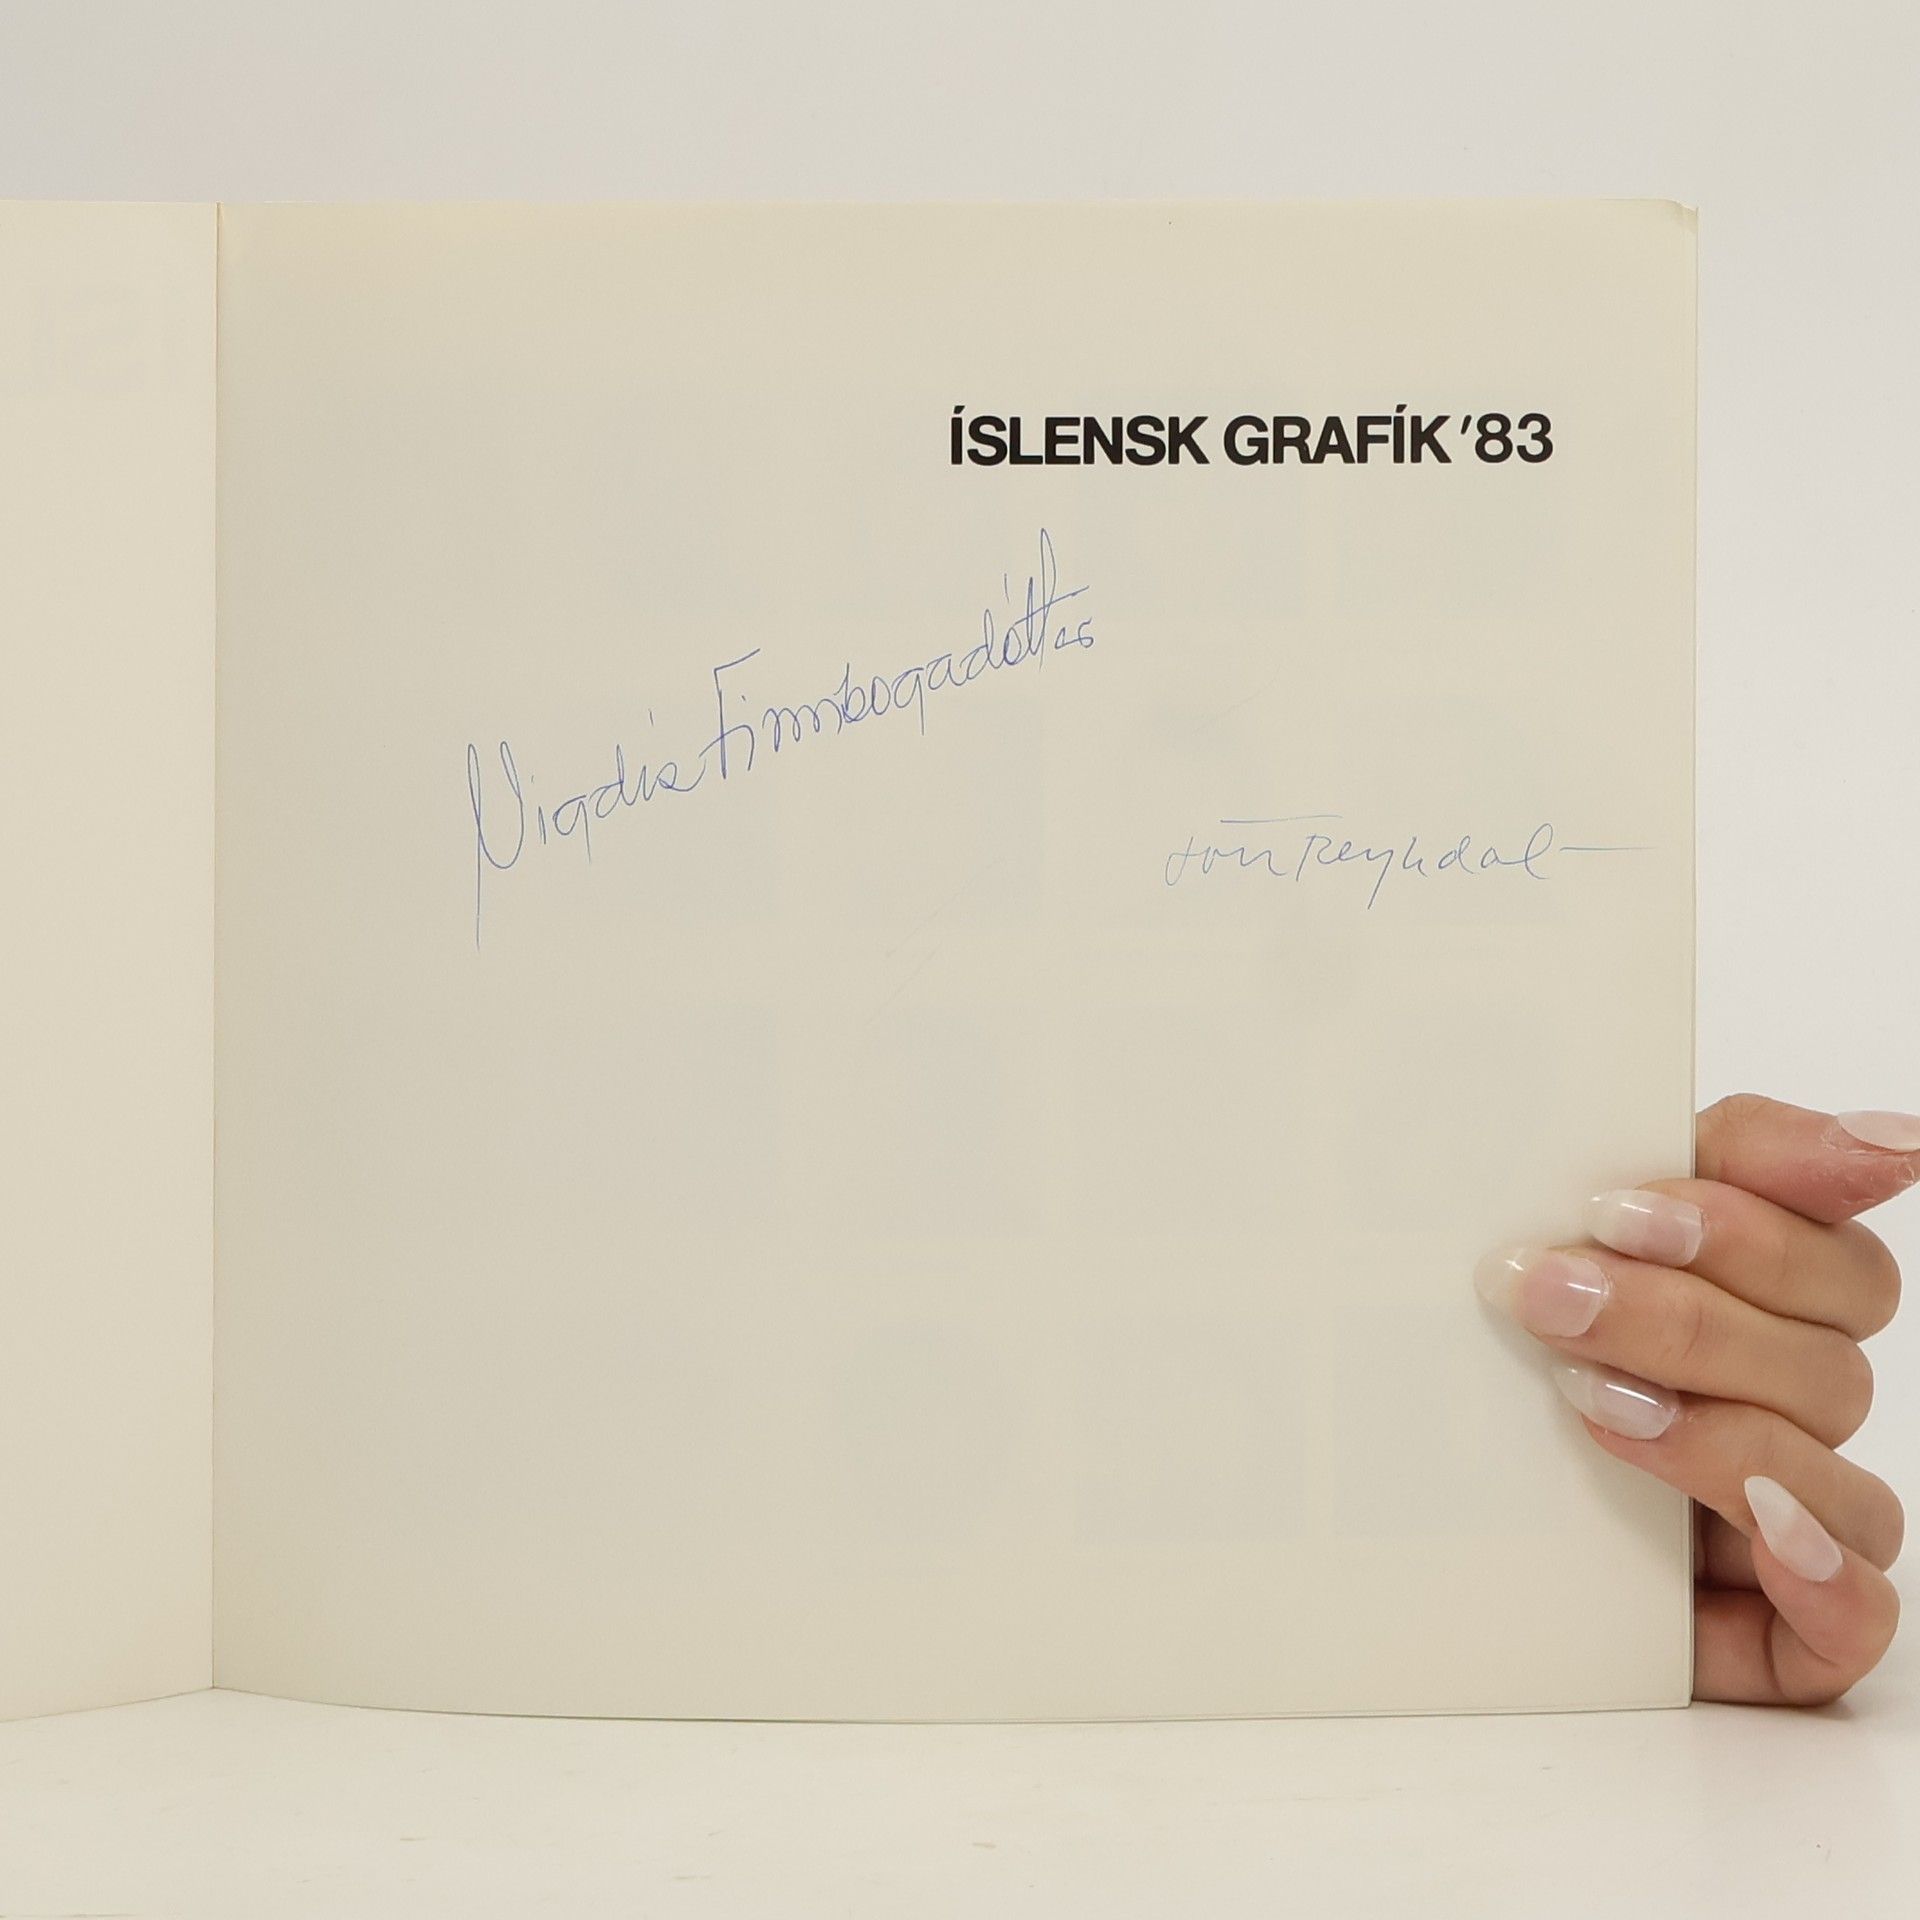 ÍSLENSK GRAFÍK '83
Vigdís Finnbogadóttir
Jón Reykdal